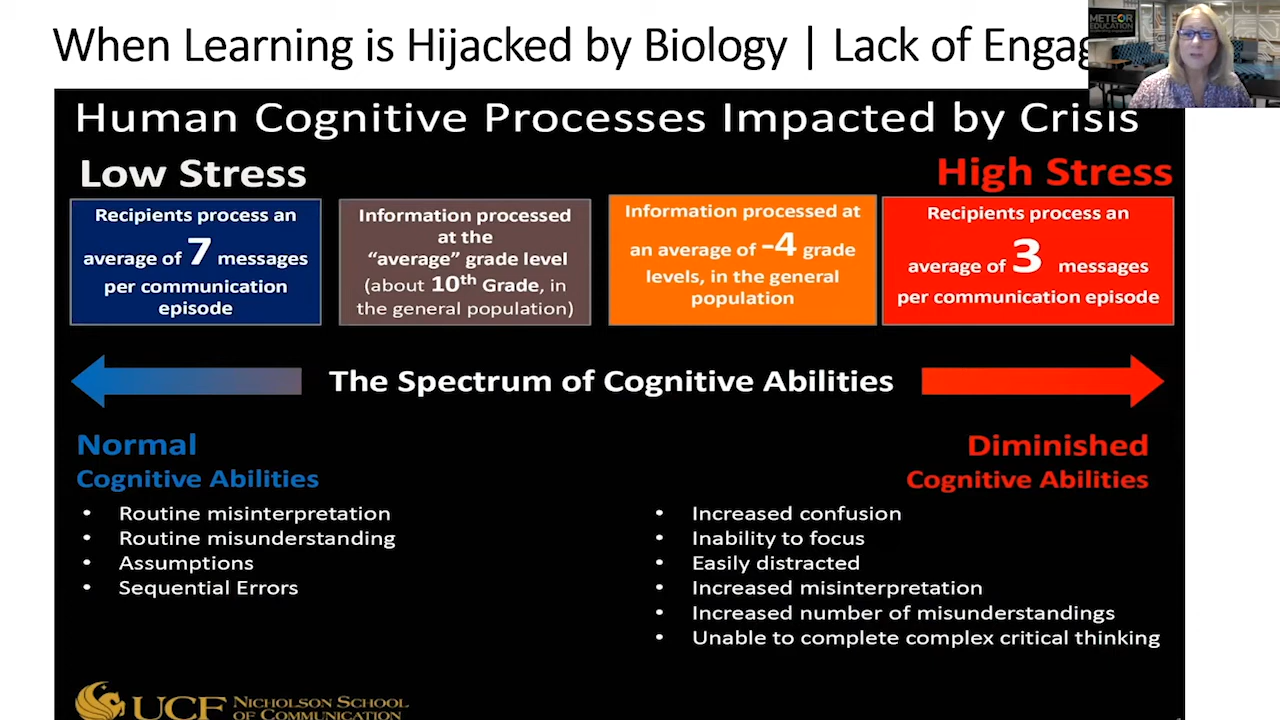 When Learning is Hijacked by Biology | Lack of Engag
METEOR
EDUCATION
Human Cognitive Processes Impacted by Crisis
Low Stress
High Stress
Recipients process an
average of 7 messages
per communication
episode
Information processed
at the
“average” grade level
(about 10th Grade, in
the general population)
Information processed at
an average of -4 grade
levels, in the general
population
Recipients process an
average of 3 messages
per communication episode
The Spectrum of Cognitive Abilities
Normal
Cognitive Abilities
• Routine misinterpretation
• Routine misunderstanding
• Assumptions
• Sequential Errors
Diminished
Cognitive Abilities
• Increased confusion
• Inability to focus
• Easily distracted
• Increased misinterpretation
• Increased number of misunderstandings
• Unable to complete complex critical thinking
UCF NICHOLSON SCHOOL
OF COMMUNICATION